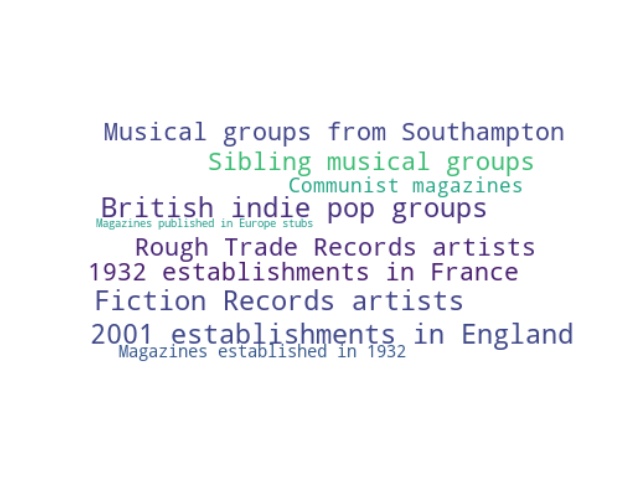 Musical groups from Southampton
Sibling musical groups
Communist magazines
British indie pop groups
Magazines published in Europe stubs
Rough Trade Records artists
1932 establishments in France
Fiction Records artists
2001 establishments in England
Magazines established in 1932